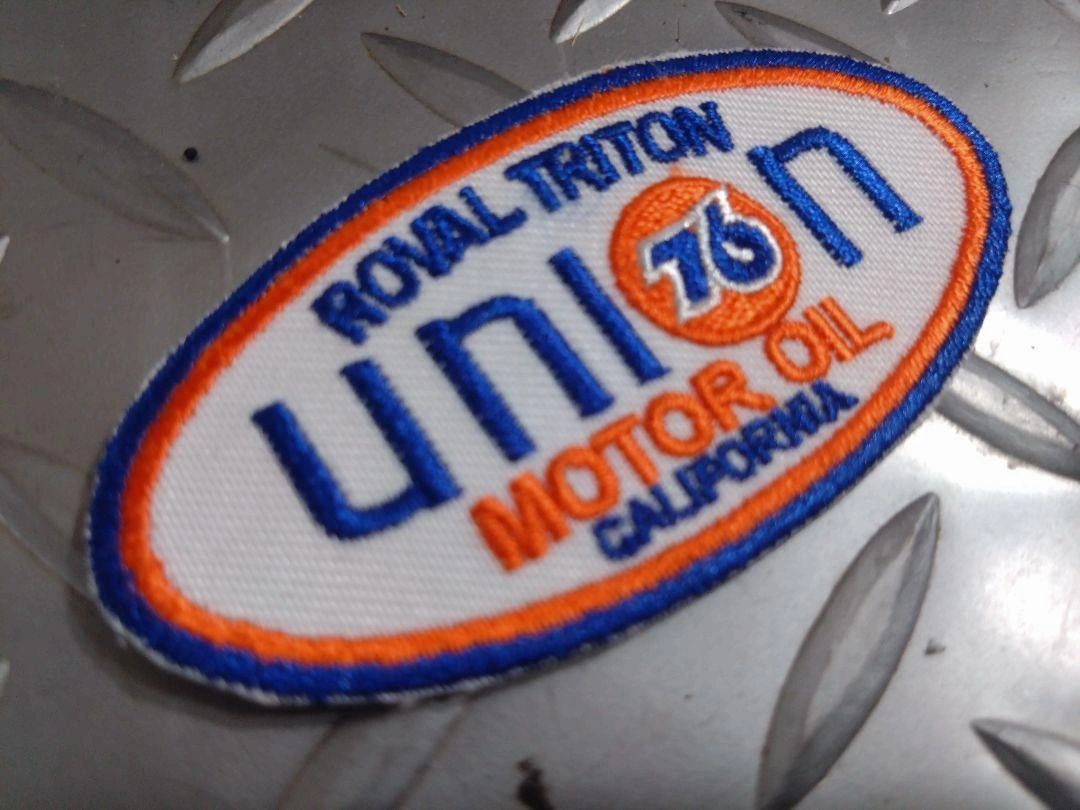 ROYAL TRITON
union
76
MOTOR OIL
CALIFORNIA